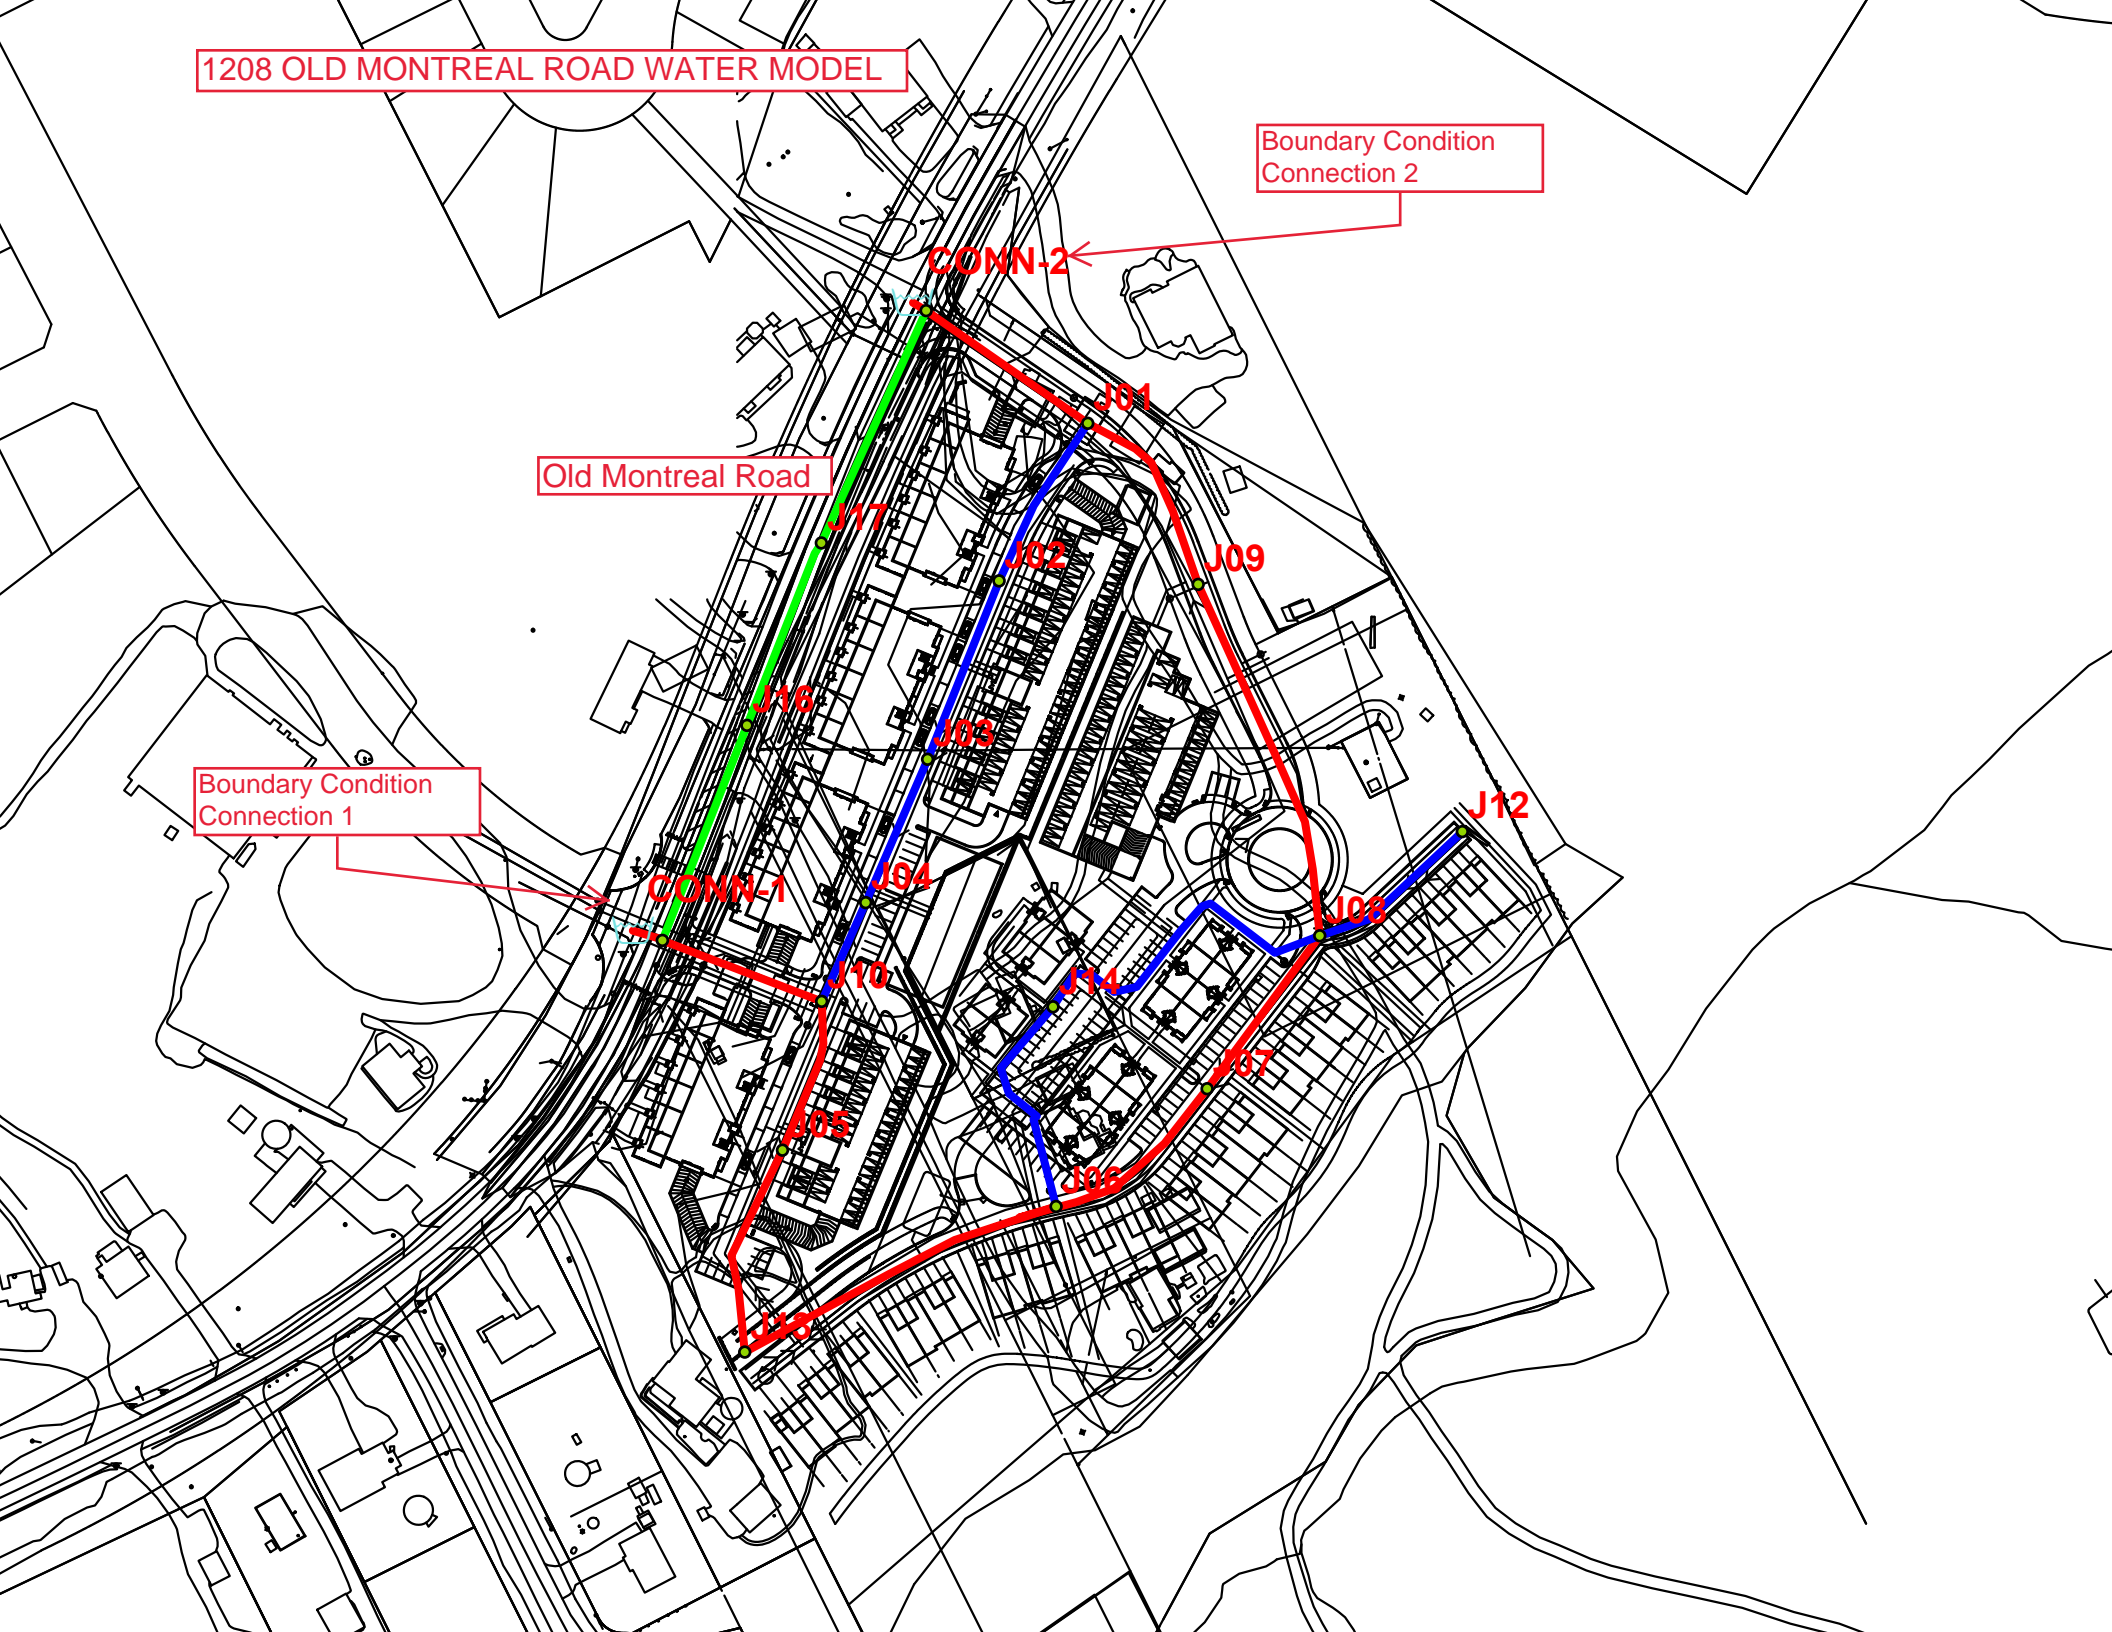 1208 OLD MONTREAL ROAD WATER MODEL
Boundary Condition
Connection 2
CONN-2
J01
Old Montreal Road
J17
J02
J09
J16
J03
Boundary Condition
Connection 1
J12
CONN-1
J04
J08
J10
J14
J07
J05
J06
J13